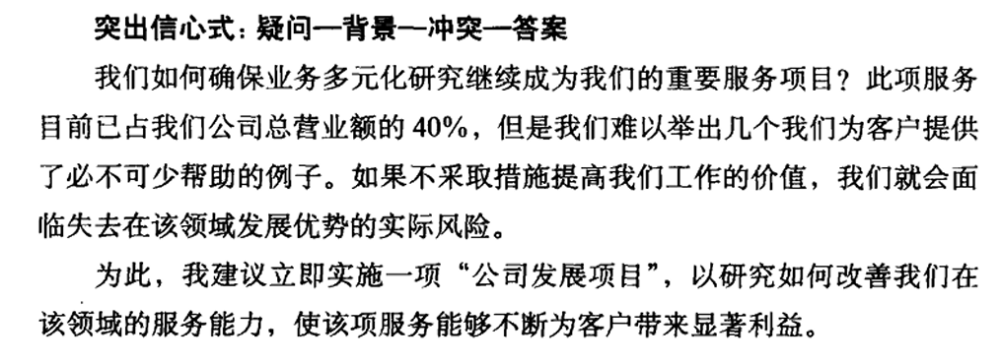 突出信心式：疑问—背景—冲突—答案
我们如何确保业务多元化研究继续成为我们的重要服务项目？此项服务
目前已占我们公司总营业额的 40%，但是我们难以举出几个我们为客户提供
了必不可少帮助的例子。如果不采取措施提高我们工作的价值，我们就会面
临失去在该领域发展优势的实际风险。
为此，我建议立即实施一项“公司发展项目”，以研究如何改善我们在
该领域的服务能力，使该项服务能够不断为客户带来显著利益。